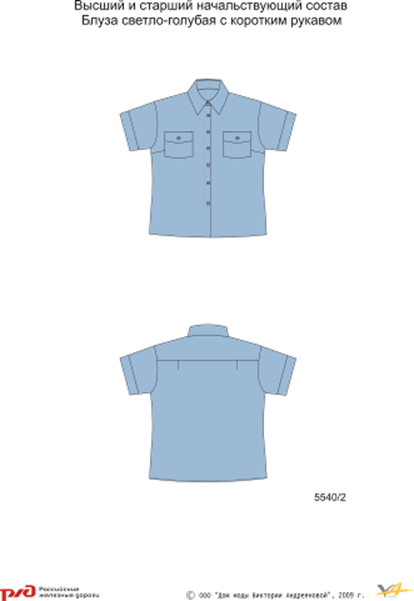 Высший и старший начальствующий состав
Блуза светло-голубая с коротким рукавом
5540/2
Российские
железные дороги
© ООО "Дом моды Виктории Андреяновой", 2009 г.